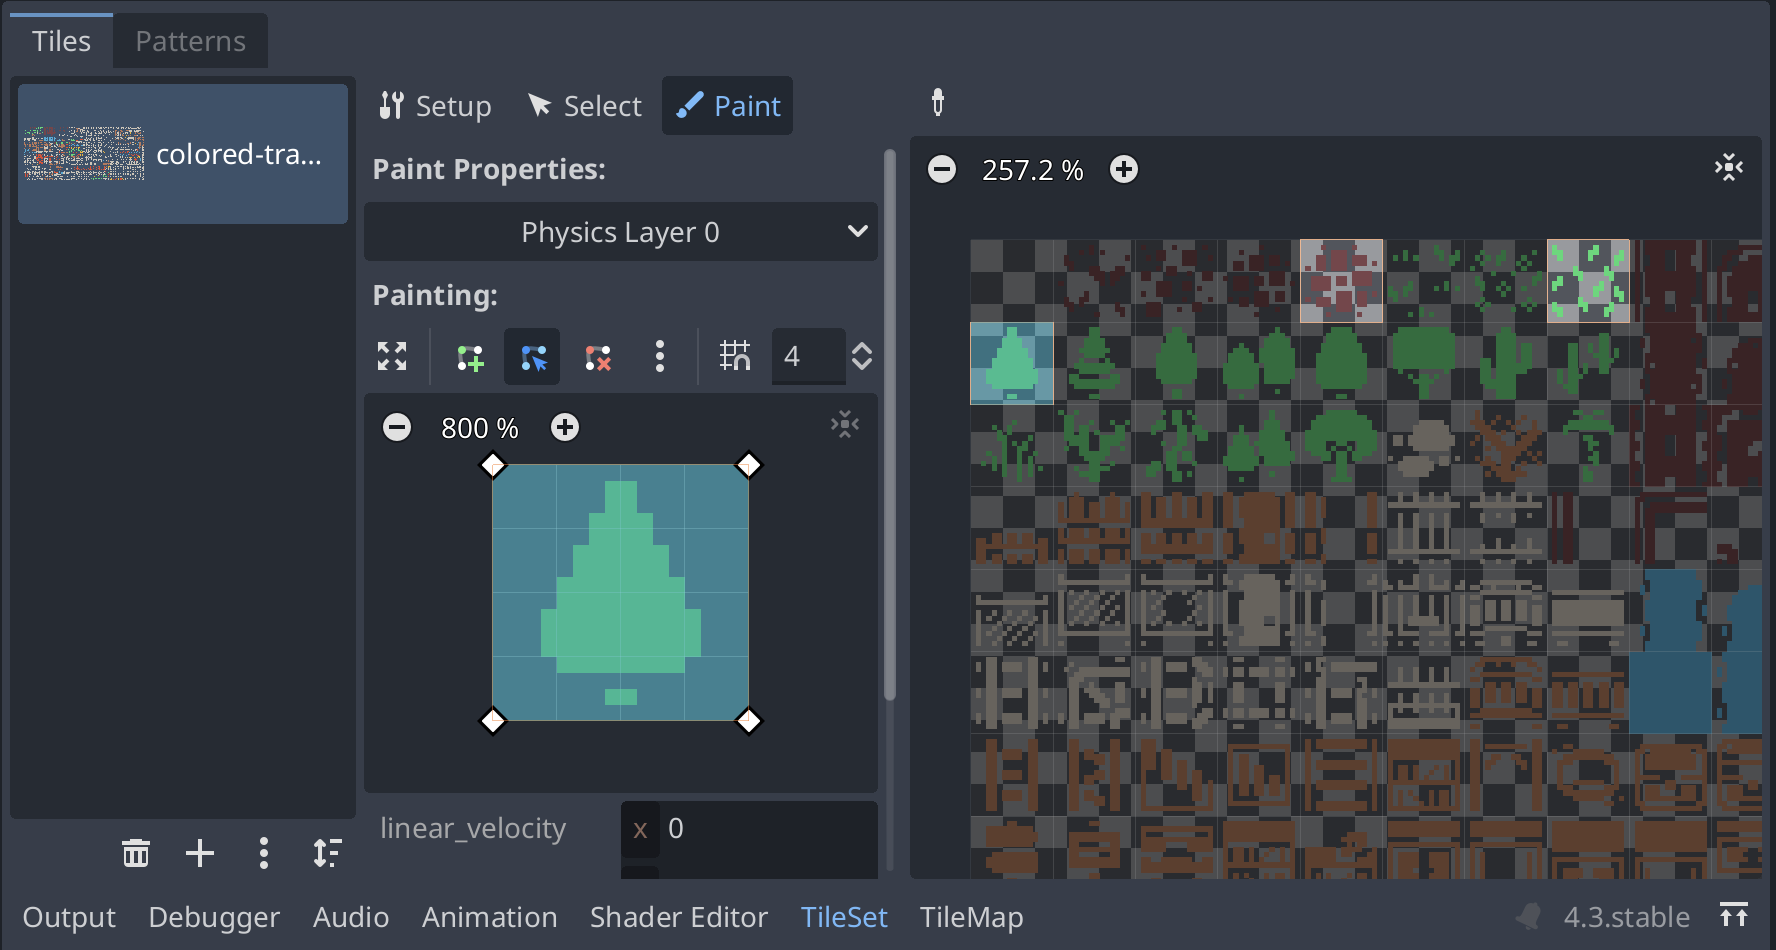 Tiles Patterns
colored-tra...
Setup Select Paint
Paint Properties:
Physics Layer 0
Painting:
4
800 %
linear_velocity x 0
257.2 %
Output Debugger Audio Animation Shader Editor TileSet TileMap 4.3.stable